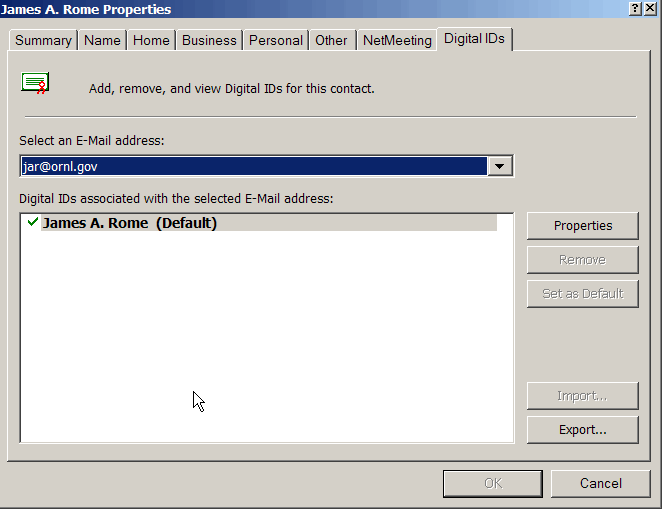 James A. Rome Properties
Summary Name Home Business Personal Other NetMeeting Digital IDs
Add, remove, and view Digital IDs for this contact.
Select an E-Mail address:
jar@ornl.gov
Digital IDs associated with the selected E-Mail address:
James A. Rome (Default)
Properties
Remove
Set as Default
Import...
Export...
OK Cancel